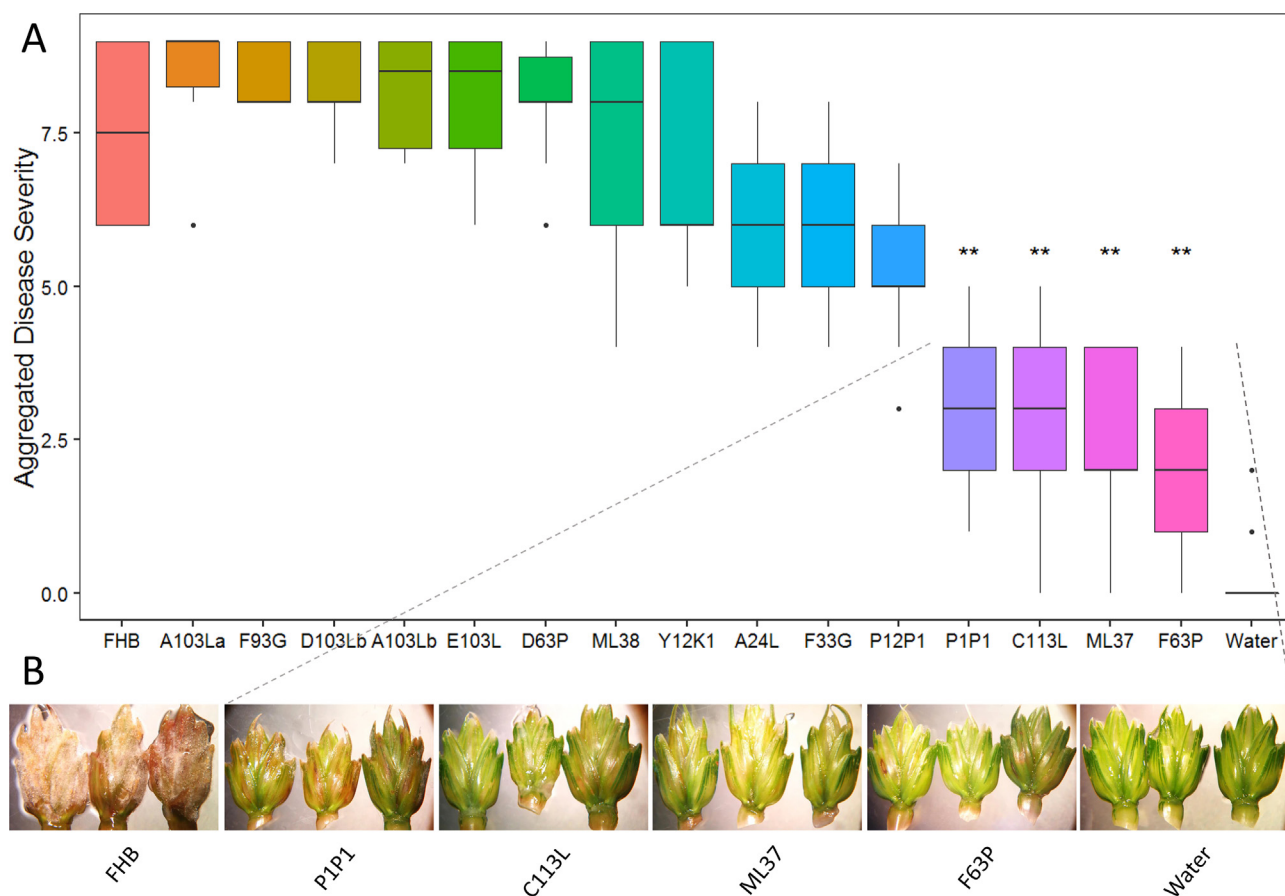 A
Aggregated Disease Severity
7.5
5.0
2.5
0.0
** ** ** **
FHB A103La F93G D103Lb A103Lb E103L D63P ML38 Y12K1 A24L F33G P12P1 P1P1 C113L ML37 F63P Water
B
FHB P1P1 C113L ML37 F63P Water